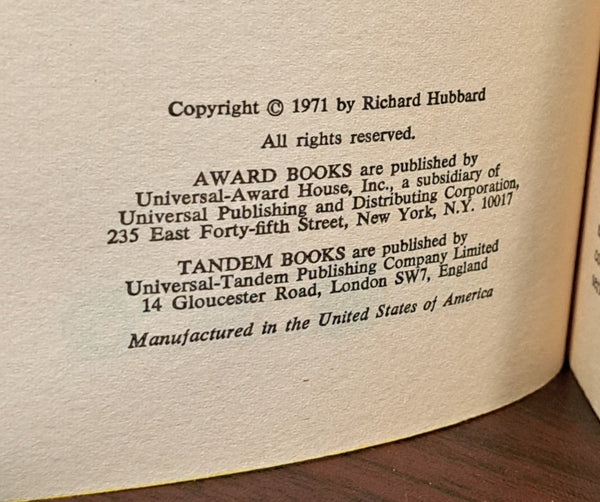 Copyright © 1971 by Richard Hubbard
All rights reserved.
AWARD BOOKS are published by
Universal-Award House, Inc., a subsidiary of
Universal Publishing and Distributing Corporation,
235 East Forty-fifth Street, New York, N.Y. 10017
TANDEM BOOKS are published by
Universal-Tandem Publishing Company Limited
14 Gloucester Road, London SW7, England
Manufactured in the United States of America